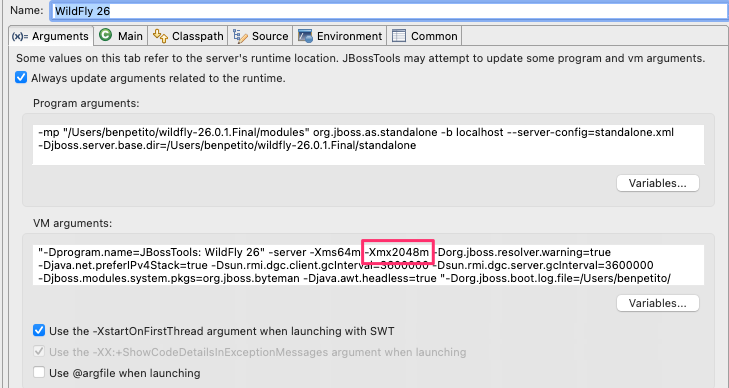 Name: WildFly 26
Arguments Main Classpath Source Environment Common
Some values on this tab refer to the server's runtime location. JBossTools may attempt to update some program and vm arguments.
Always update arguments related to the runtime.
Program arguments:
-mp "/Users/benpetito/wildfly-26.0.1.Final/modules" org.jboss.as.standalone -b localhost --server-config=standalone.xml
-Djboss.server.base.dir=/Users/benpetito/wildfly-26.0.1.Final/standalone
Variables...
VM arguments:
"-Dprogram.name=JBossTools: WildFly 26" -server -Xms64m -Xmx2048m -Dorg.jboss.resolver.warning=true
-Djava.net.preferIPv4Stack=true -Dsun.rmi.dgc.client.gcInterval=3600000 -Dsun.rmi.dgc.server.gcInterval=3600000
-Djboss.modules.system.pkgs=org.jboss.byteman -Djava.awt.headless=true "-Dorg.jboss.boot.log.file=/Users/benpetito/
Variables...
Use the -XstartOnFirstThread argument when launching with SWT
Use the -XX:+ShowCodeDetailsInExceptionMessages argument when launching
Use @argfile when launching